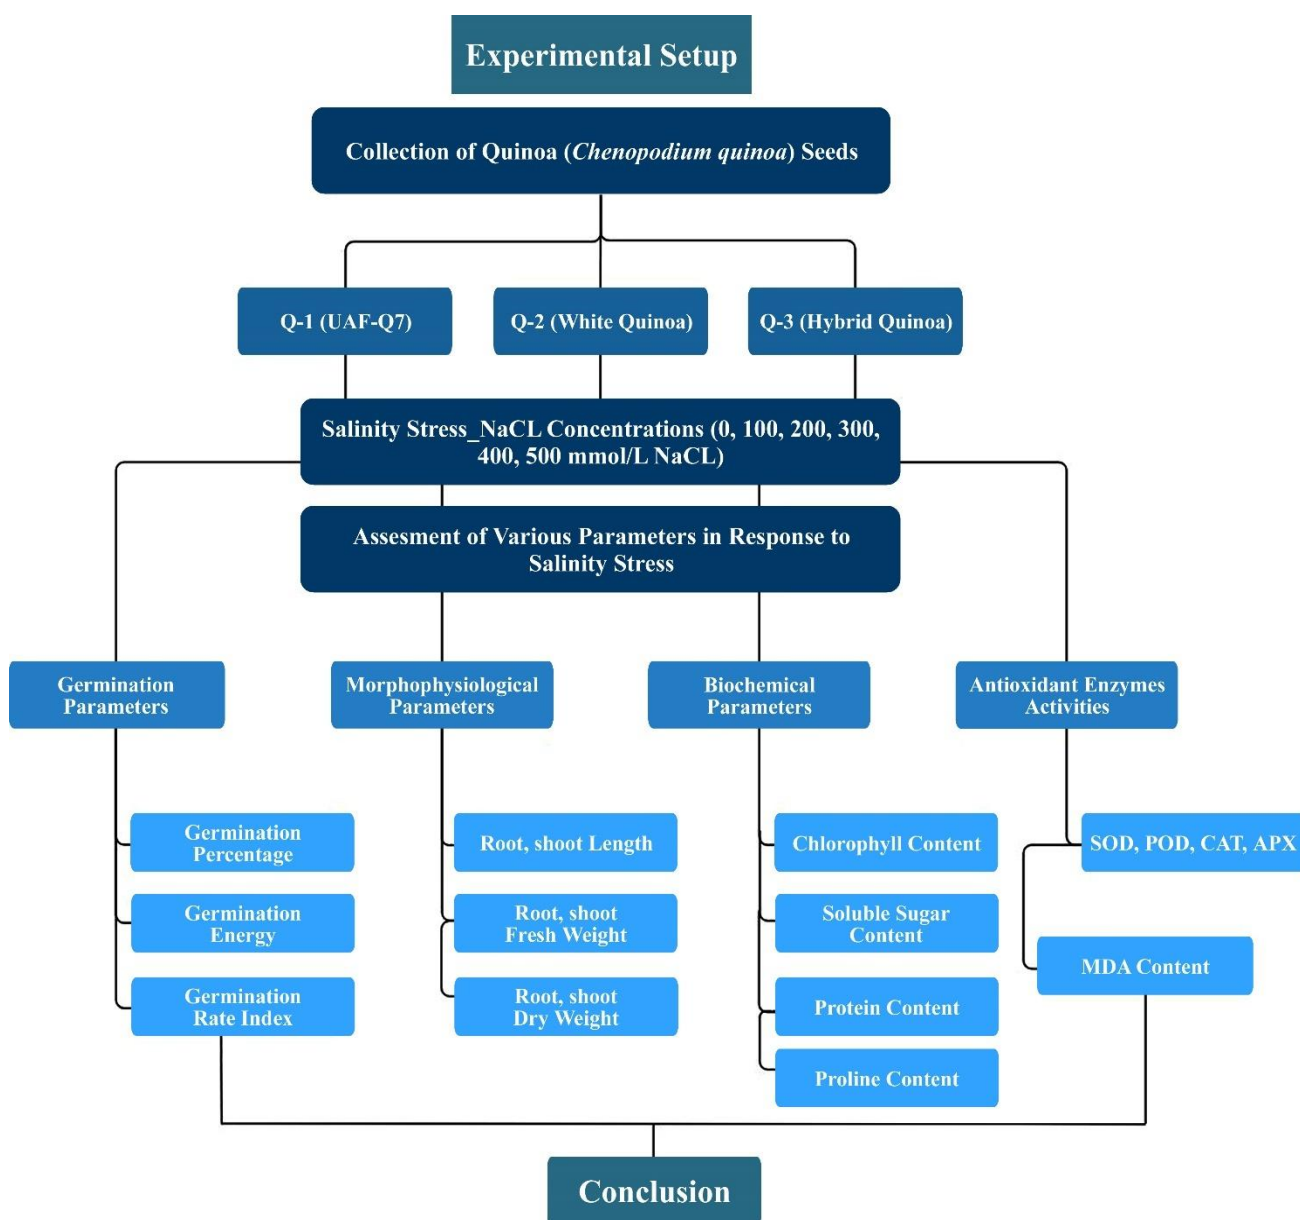 Experimental Setup
Collection of Quinoa (Chenopodium quinoa) Seeds
Q-1 (UAF-Q7)
Q-2 (White Quinoa)
Q-3 (Hybrid Quinoa)
Salinity Stress_NaCL Concentrations (0, 100, 200, 300,
400, 500 mmol/L NaCL)
Assesment of Various Parameters in Response to
Salinity Stress
Germination
Parameters
Morphophysiological
Parameters
Biochemical
Parameters
Antioxidant Enzymes
Activities
Germination
Percentage
Germination
Energy
Germination
Rate Index
Root, shoot Length
Root, shoot
Fresh Weight
Root, shoot
Dry Weight
Chlorophyll Content
Soluble Sugar
Content
Protein Content
Proline Content
SOD, POD, CAT, APX
MDA Content
Conclusion